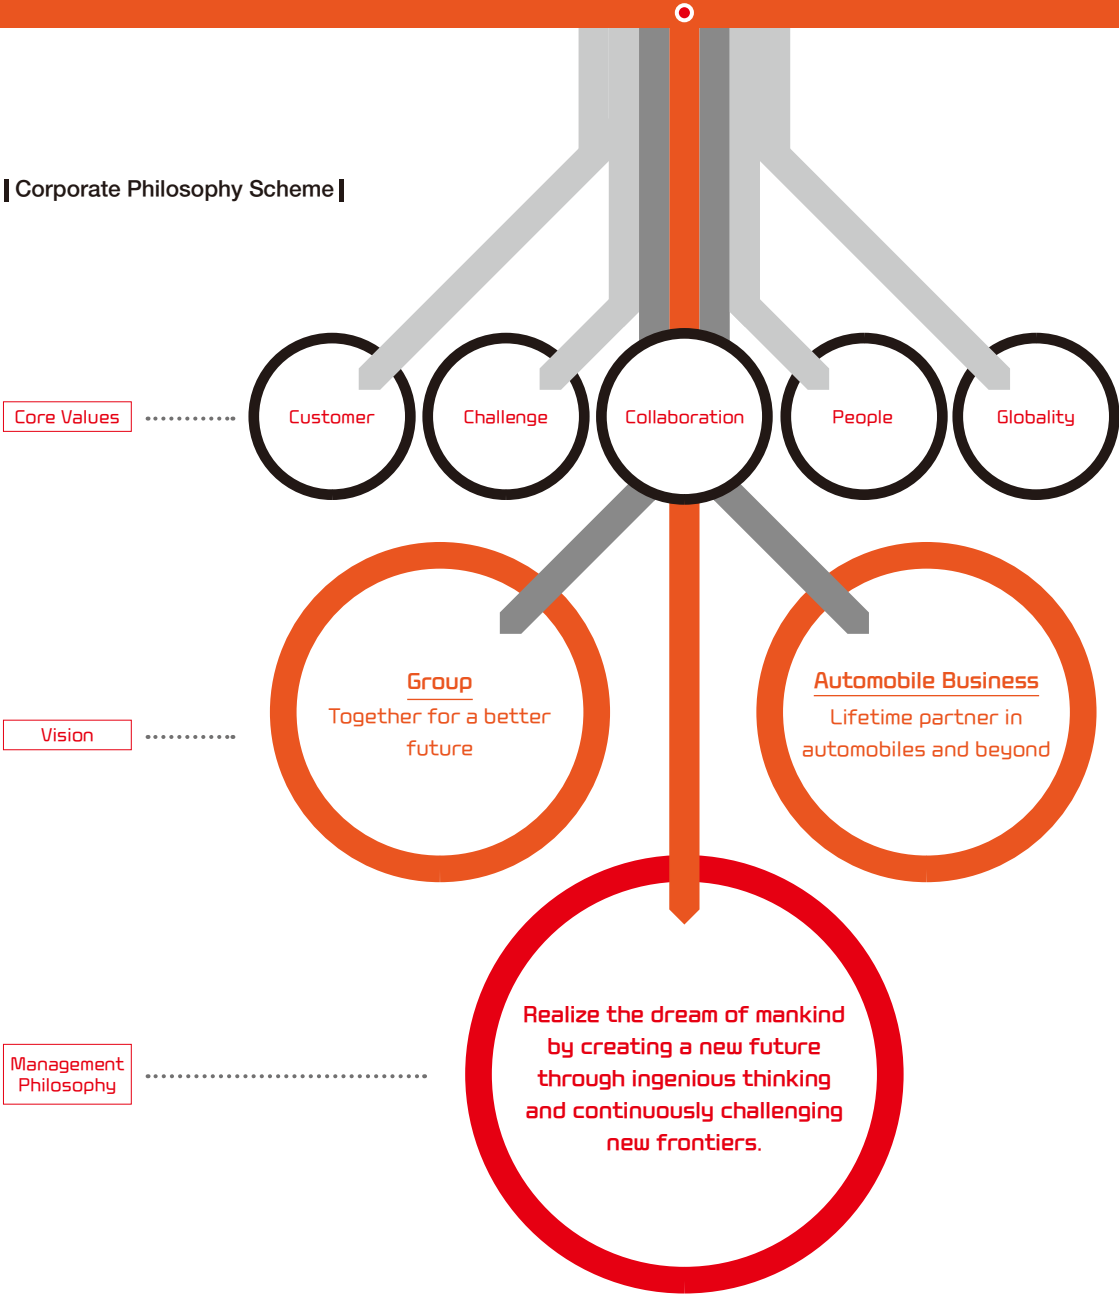 Corporate Philosophy Scheme
Core Values
Customer
Challenge
Collaboration
People
Globality
Vision
Group
Together for a better
future
Automobile Business
Lifetime partner in
automobiles and beyond
Management
Philosophy
Realize the dream of mankind
by creating a new future
through ingenious thinking
and continuously challenging
new frontiers.